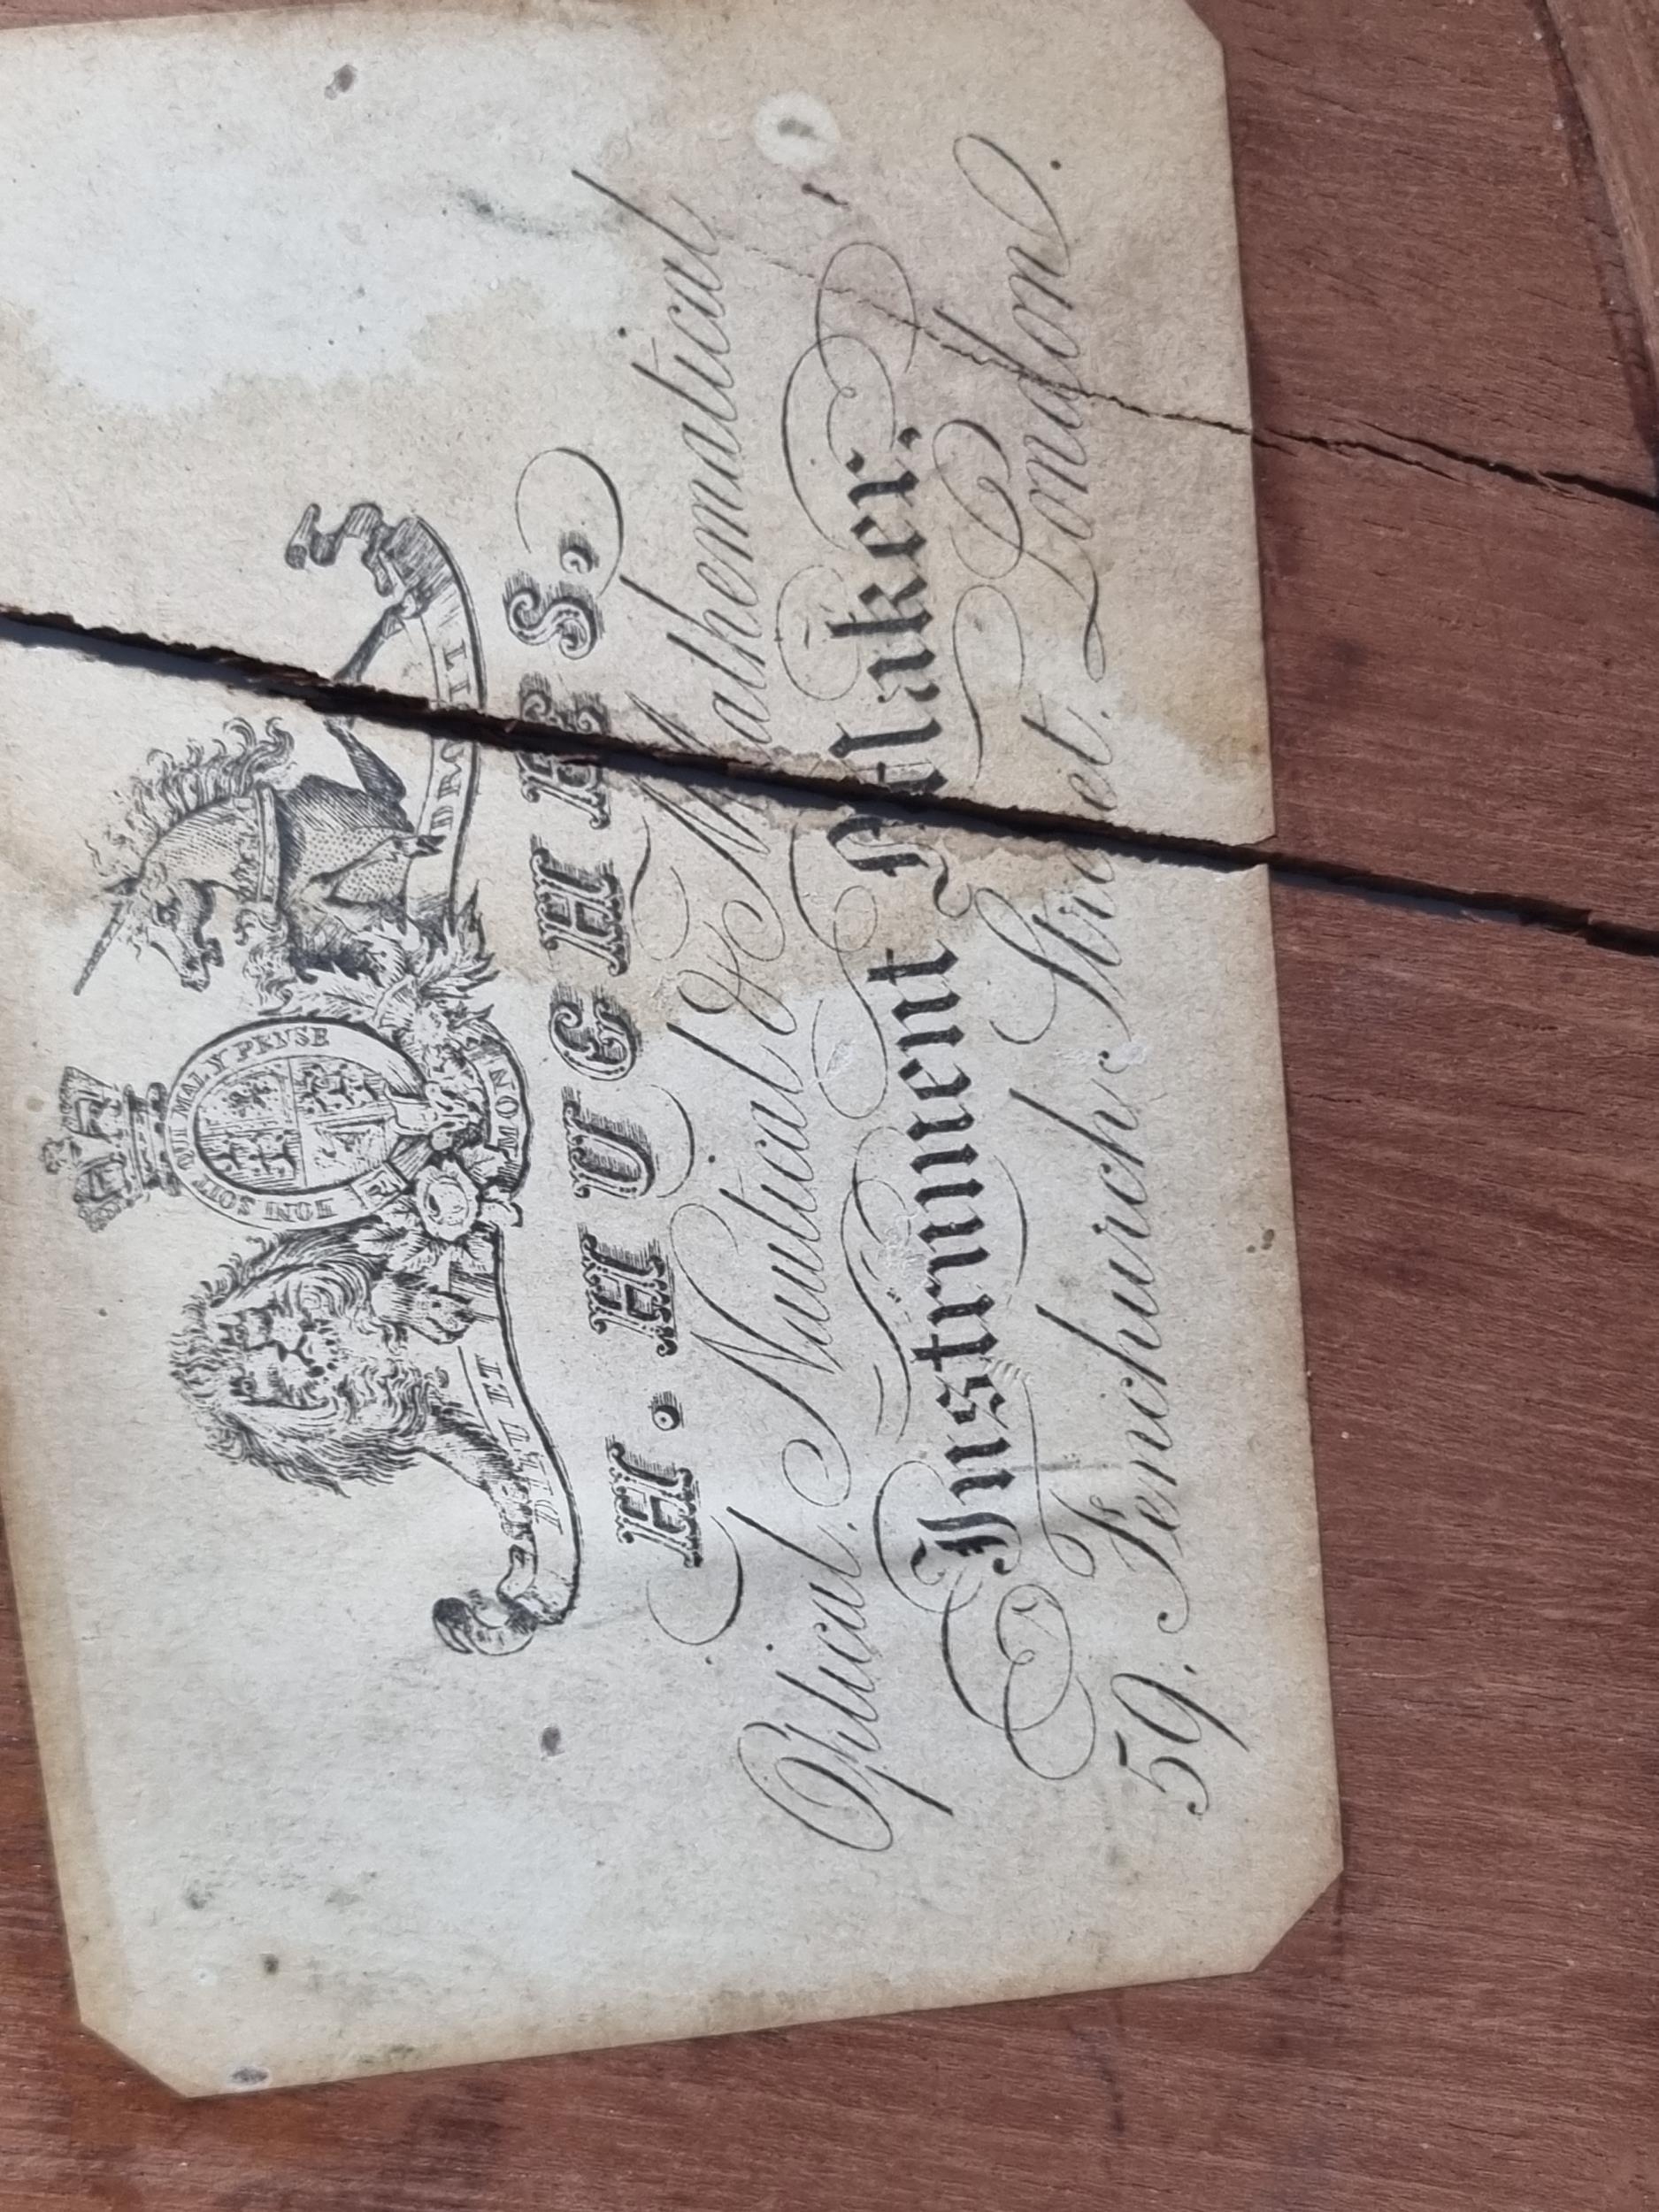 HONI SOIT QUI MAL Y PENSE
DIEU ET MON DROIT
H. HUGHES.
Optical. Nautical & Mathematical
Instrument Maker.
59. Fenchurch Street. London.